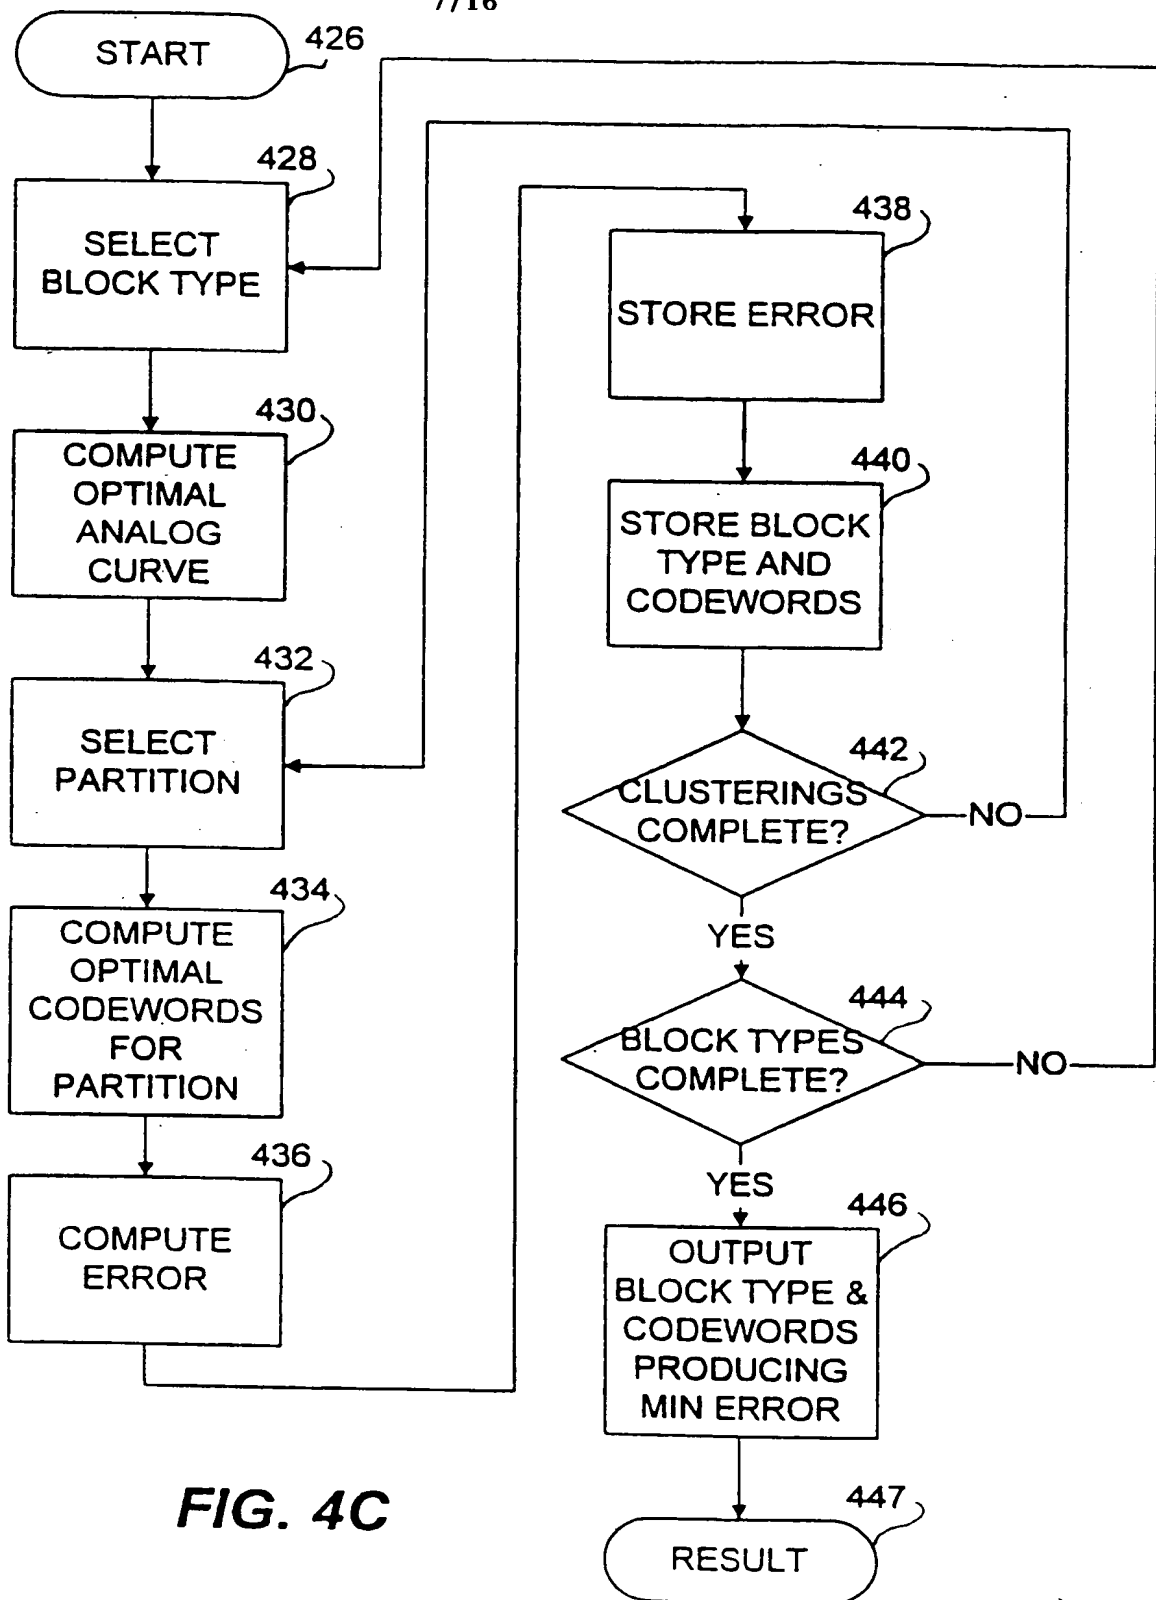 7/16
START
426
428
SELECT
BLOCK TYPE
430
COMPUTE
OPTIMAL
ANALOG
CURVE
432
SELECT
PARTITION
434
COMPUTE
OPTIMAL
CODEWORDS
FOR
PARTITION
436
COMPUTE
ERROR
438
STORE ERROR
440
STORE BLOCK
TYPE AND
CODEWORDS
442
CLUSTERINGS
COMPLETE?
NO
YES
444
BLOCK TYPES
COMPLETE?
NO
YES
446
OUTPUT
BLOCK TYPE &
CODEWORDS
PRODUCING
MIN ERROR
447
RESULT
FIG. 4C